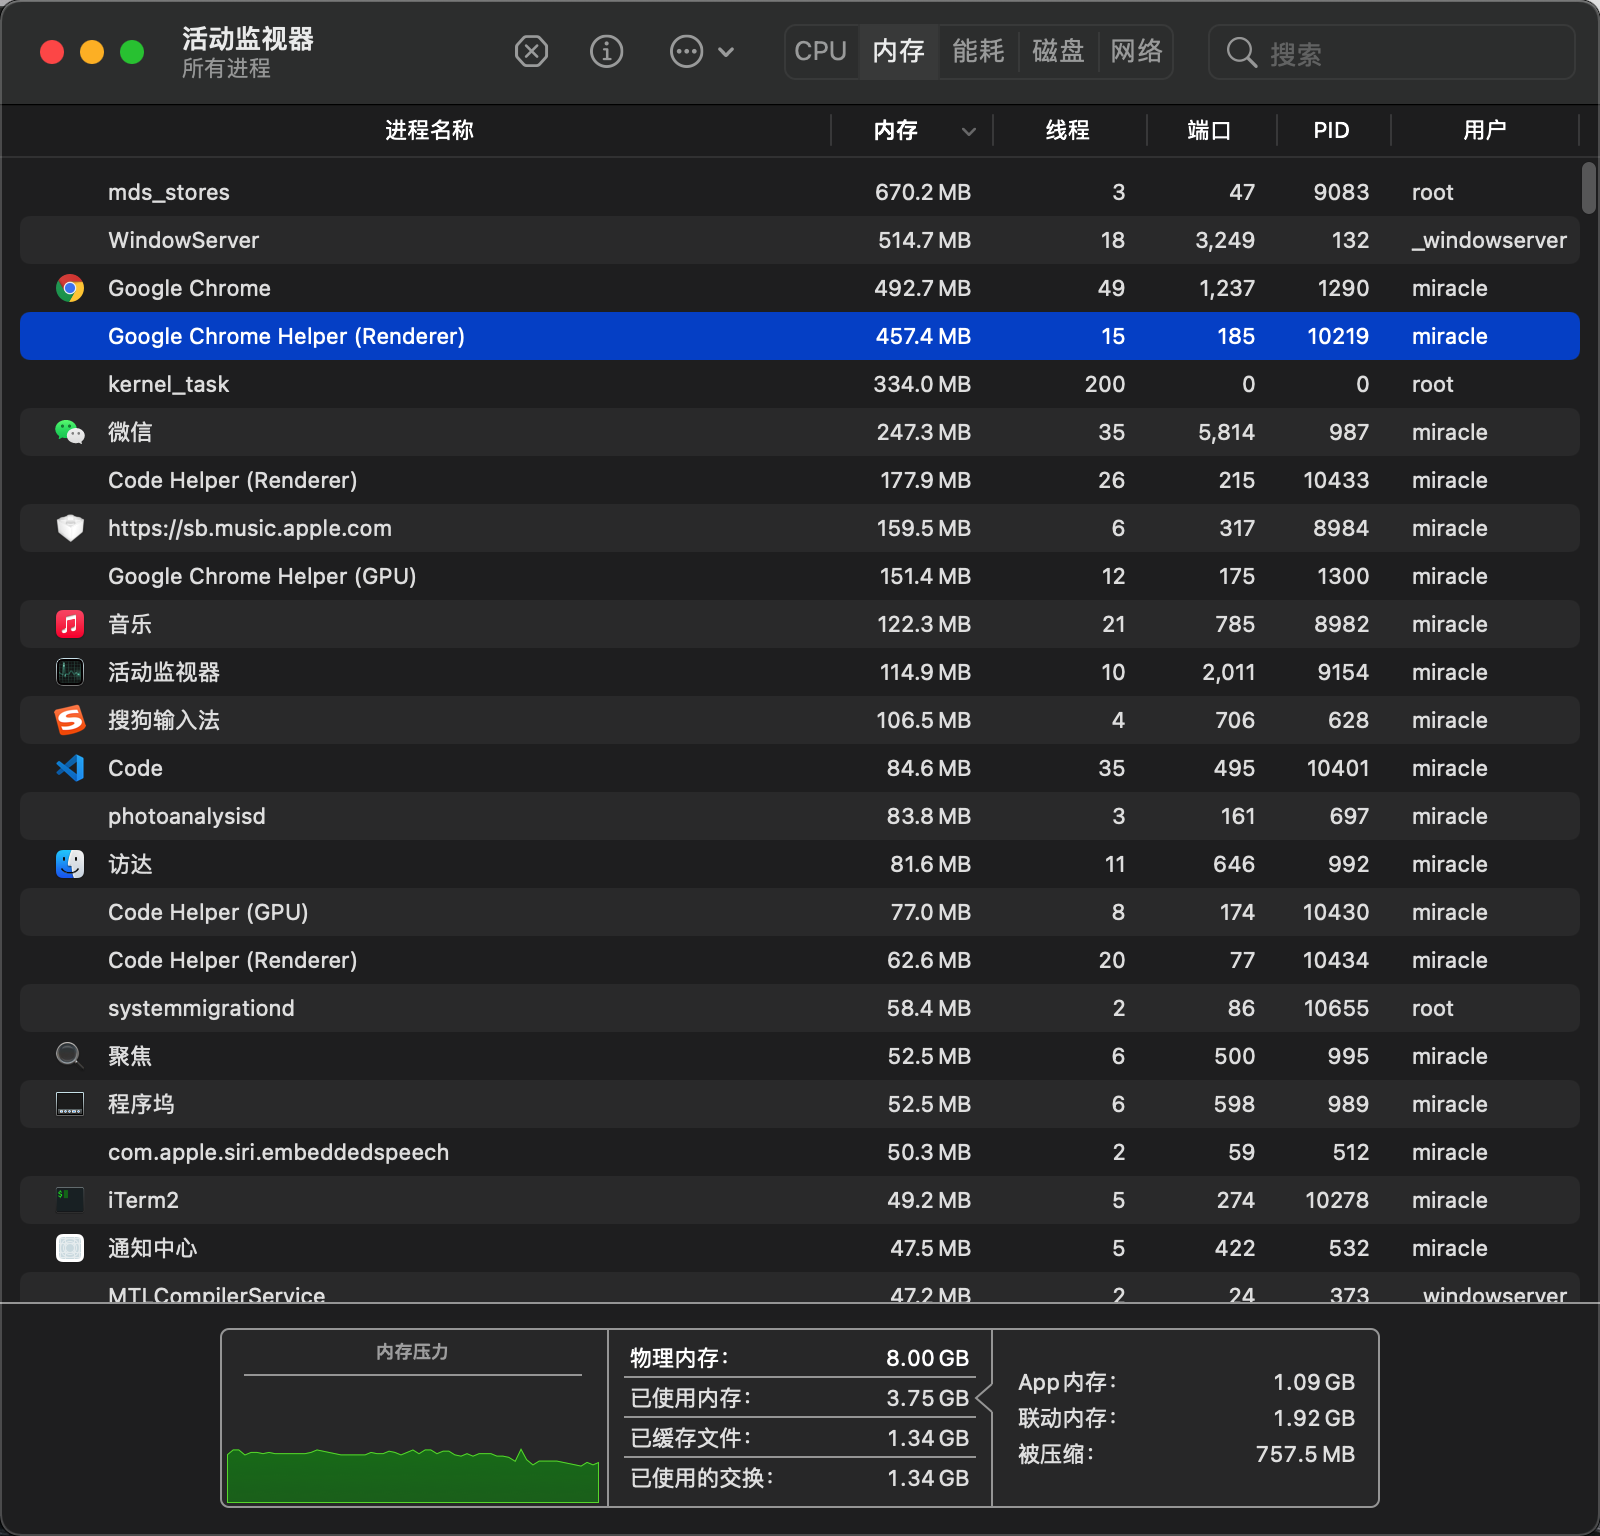 活动监视器
所有进程
CPU 内存 能耗 磁盘 网络 搜索
进程名称 内存 线程 端口 PID 用户
mds_stores 670.2 MB 3 47 9083 root
WindowServer 514.7 MB 18 3,249 132 _windowserver
Google Chrome 492.7 MB 49 1,237 1290 miracle
Google Chrome Helper (Renderer) 457.4 MB 15 185 10219 miracle
kernel_task 334.0 MB 200 0 0 root
微信 247.3 MB 35 5,814 987 miracle
Code Helper (Renderer) 177.9 MB 26 215 10433 miracle
https://sb.music.apple.com 159.5 MB 6 317 8984 miracle
Google Chrome Helper (GPU) 151.4 MB 12 175 1300 miracle
音乐 122.3 MB 21 785 8982 miracle
活动监视器 114.9 MB 10 2,011 9154 miracle
搜狗输入法 106.5 MB 4 706 628 miracle
Code 84.6 MB 35 495 10401 miracle
photoanalysisd 83.8 MB 3 161 697 miracle
访达 81.6 MB 11 646 992 miracle
Code Helper (GPU) 77.0 MB 8 174 10430 miracle
Code Helper (Renderer) 62.6 MB 20 77 10434 miracle
systemmigrationd 58.4 MB 2 86 10655 root
聚焦 52.5 MB 6 500 995 miracle
程序坞 52.5 MB 6 598 989 miracle
com.apple.siri.embeddedspeech 50.3 MB 2 59 512 miracle
iTerm2 49.2 MB 5 274 10278 miracle
通知中心 47.5 MB 5 422 532 miracle
MTLCompilerService 47.2 MB 2 24 373 _windowserver
内存压力
物理内存： 8.00 GB
已使用内存： 3.75 GB
已缓存文件： 1.34 GB
已使用的交换： 1.34 GB
App 内存： 1.09 GB
联动内存： 1.92 GB
被压缩： 757.5 MB